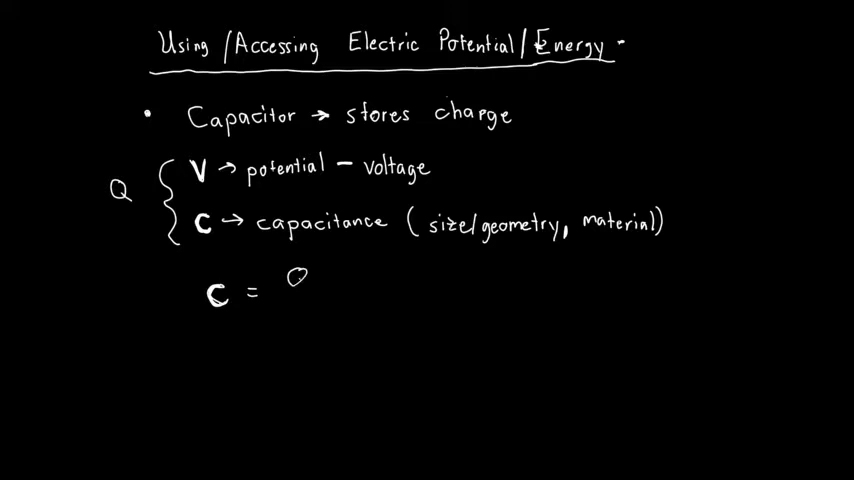 Using/Accessing Electric Potential/Energy
• Capacitor → stores charge
Q { V → potential - voltage
C → capacitance (size/geometry, material)
C = Q